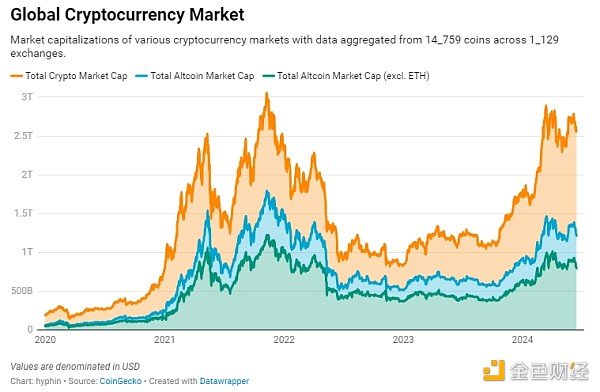 Global Cryptocurrency Market
Market capitalizations of various cryptocurrency markets with data aggregated from 14_759 coins across 1_129
exchanges.
Total Crypto Market Cap Total Altcoin Market Cap Total Altcoin Market Cap (excl. ETH)
3T
2.5T
2T
1.5T
1T
500B
0
2020 2021 2022 2023 2024
Values are denominated in USD
Chart: hyphin • Source: CoinGecko • Created with Datawrapper
金色财经